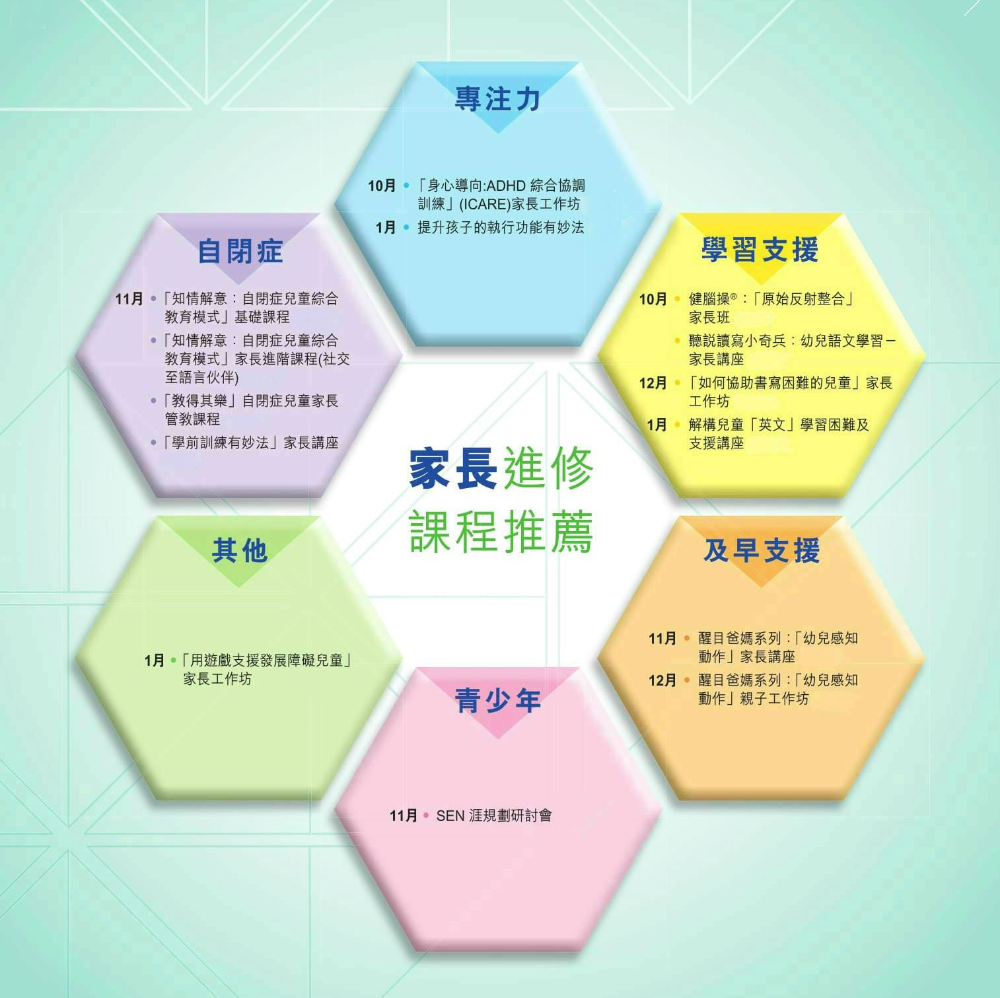 專注力
10月 • 「身心導向:ADHD 綜合協調
訓練」(ICARE)家長工作坊
1月 • 提升孩子的執行功能有妙法
自閉症
11月 • 「知情解意：自閉症兒童綜合
教育模式」基礎課程
• 「知情解意：自閉症兒童綜合
教育模式」家長進階課程(社交
至語言伙伴)
• 「教得其樂」自閉症兒童家長
管教課程
• 「學前訓練有妙法」家長講座
學習支援
10月 • 健腦操®：「原始反射整合」
家長班
• 聽說讀寫小奇兵：幼兒語文學習－
家長講座
12月 • 「如何協助書寫困難的兒童」家長
工作坊
1月 • 解構兒童「英文」學習困難及
支援講座
家長進修
課程推薦
其他
1月 • 「用遊戲支援發展障礙兒童」
家長工作坊
及早支援
11月 • 醒目爸媽系列：「幼兒感知
動作」家長講座
12月 • 醒目爸媽系列：「幼兒感知
動作」親子工作坊
青少年
11月 • SEN 涯規劃研討會